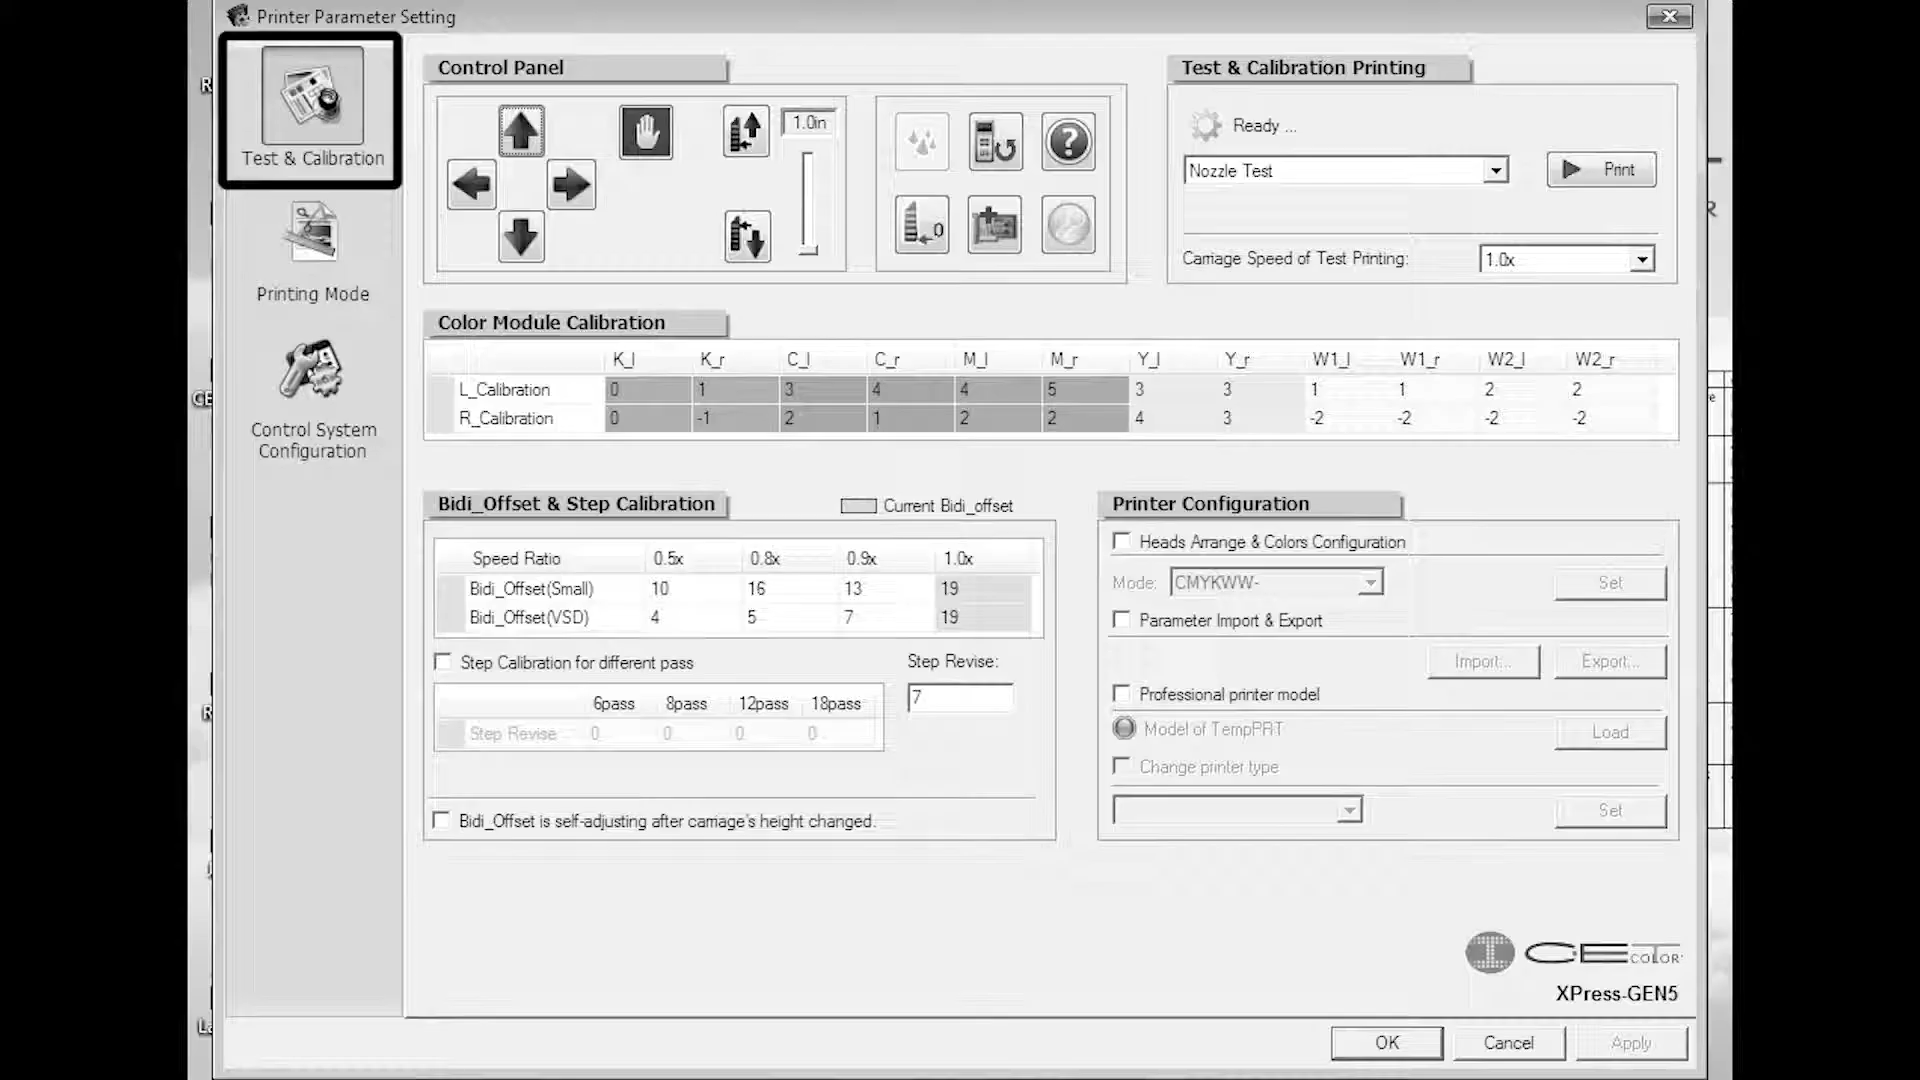 Printer Parameter Setting
Test & Calibration
Printing Mode
Control System
Configuration
Control Panel
1.0in
0
Test & Calibration Printing
Ready ...
Nozzle Test
Print
Carriage Speed of Test Printing:
1.0x
Color Module Calibration
K_l K_r C_l C_r M_l M_r Y_l Y_r W1_l W1_r W2_l W2_r
L_Calibration 0 1 3 4 4 5 3 3 1 1 2 2
R_Calibration 0 -1 2 1 2 2 4 3 -2 -2 -2 -2
Bidi_Offset & Step Calibration
Current Bidi_offset
Speed Ratio 0.5x 0.8x 0.9x 1.0x
Bidi_Offset(Small) 10 16 13 19
Bidi_Offset(VSD) 4 5 7 19
Step Calibration for different pass
Step Revise:
7
6pass 8pass 12pass 18pass
Step Revise 0 0 0 0
Bidi_Offset is self-adjusting after carriage's height changed.
Printer Configuration
Heads Arrange & Colors Configuration
Mode: CMYKWW- Set
Parameter Import & Export
Import... Export...
Professional printer model
Model of TempPRT Load
Change printer type
Set
CET COLOR
XPress-GEN5
OK Cancel Apply